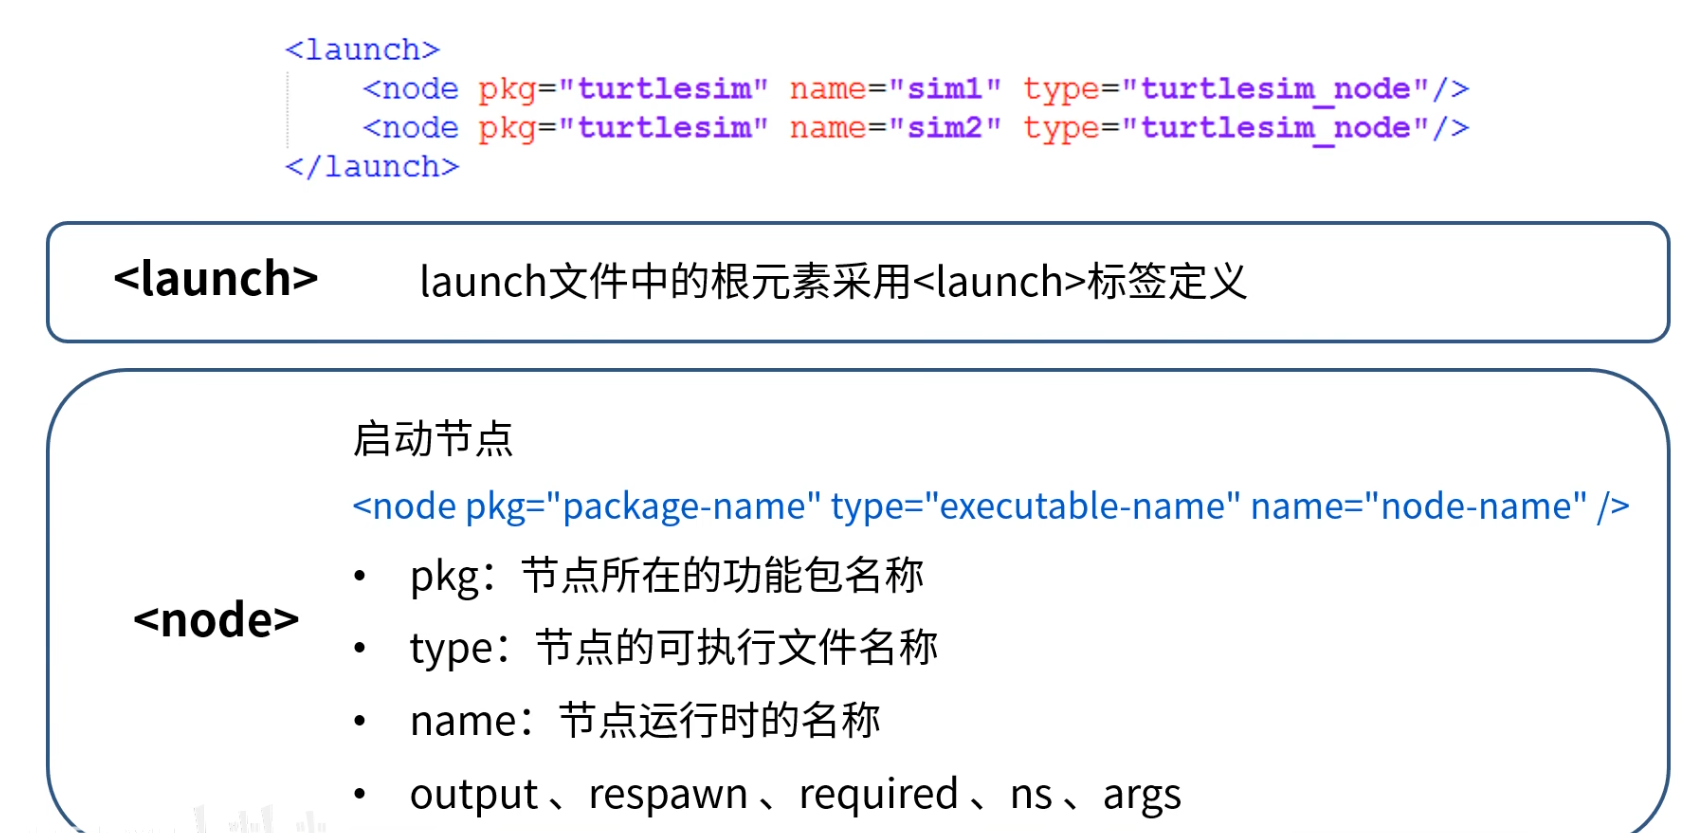 <launch>
<node pkg="turtlesim" name="sim1" type="turtlesim_node"/>
<node pkg="turtlesim" name="sim2" type="turtlesim_node"/>
</launch>
<launch> launch文件中的根元素采用<launch>标签定义
启动节点
<node pkg="package-name" type="executable-name" name="node-name" />
• pkg：节点所在的功能包名称
<node>
• type：节点的可执行文件名称
• name：节点运行时的名称
• output、respawn、required、ns、args